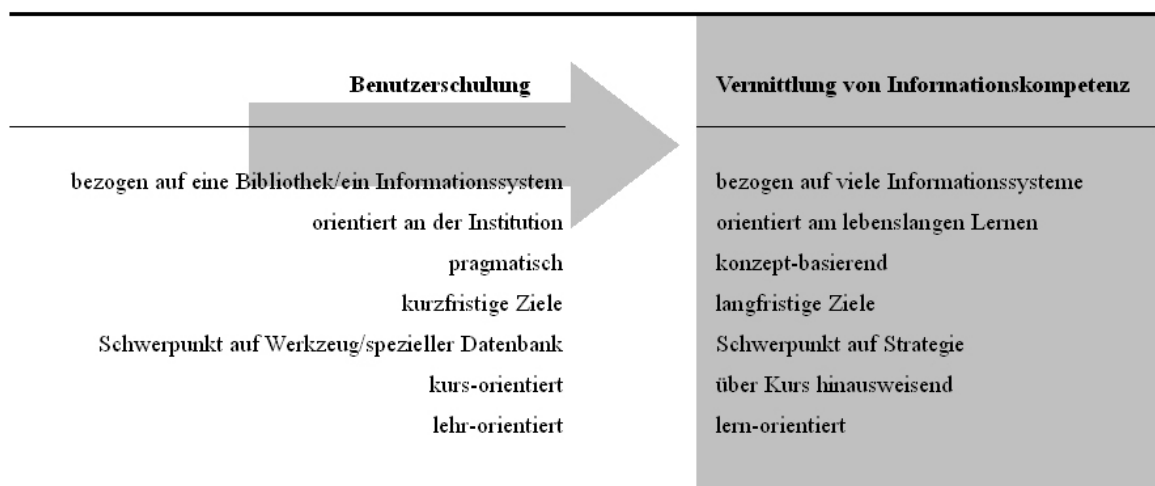 Benutzerschulung
Vermittlung von Informationskompetenz
bezogen auf eine Bibliothek/ein Informationssystem
bezogen auf viele Informationssysteme
orientiert an der Institution
orientiert am lebenslangen Lernen
pragmatisch
konzept-basierend
kurzfristige Ziele
langfristige Ziele
Schwerpunkt auf Werkzeug/spezieller Datenbank
Schwerpunkt auf Strategie
kurs-orientiert
über Kurs hinausweisend
lehr-orientiert
lern-orientiert